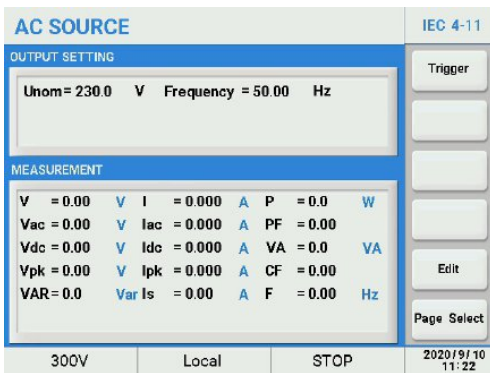 AC SOURCE
IEC 4-11
OUTPUT SETTING
Trigger
Unom= 230.0 V Frequency = 50.00 Hz
MEASUREMENT
V = 0.00 V I = 0.000 A P = 0.0 W
Vac = 0.00 V Iac = 0.000 A PF = 0.00
Vdc = 0.00 V Idc = 0.000 A VA = 0.0 VA
Vpk = 0.00 V Ipk = 0.000 A CF = 0.00
VAR= 0.0 Var Is = 0.00 A F = 0.00 Hz
Edit
Page Select
300V Local STOP 2020/9/10
11:22